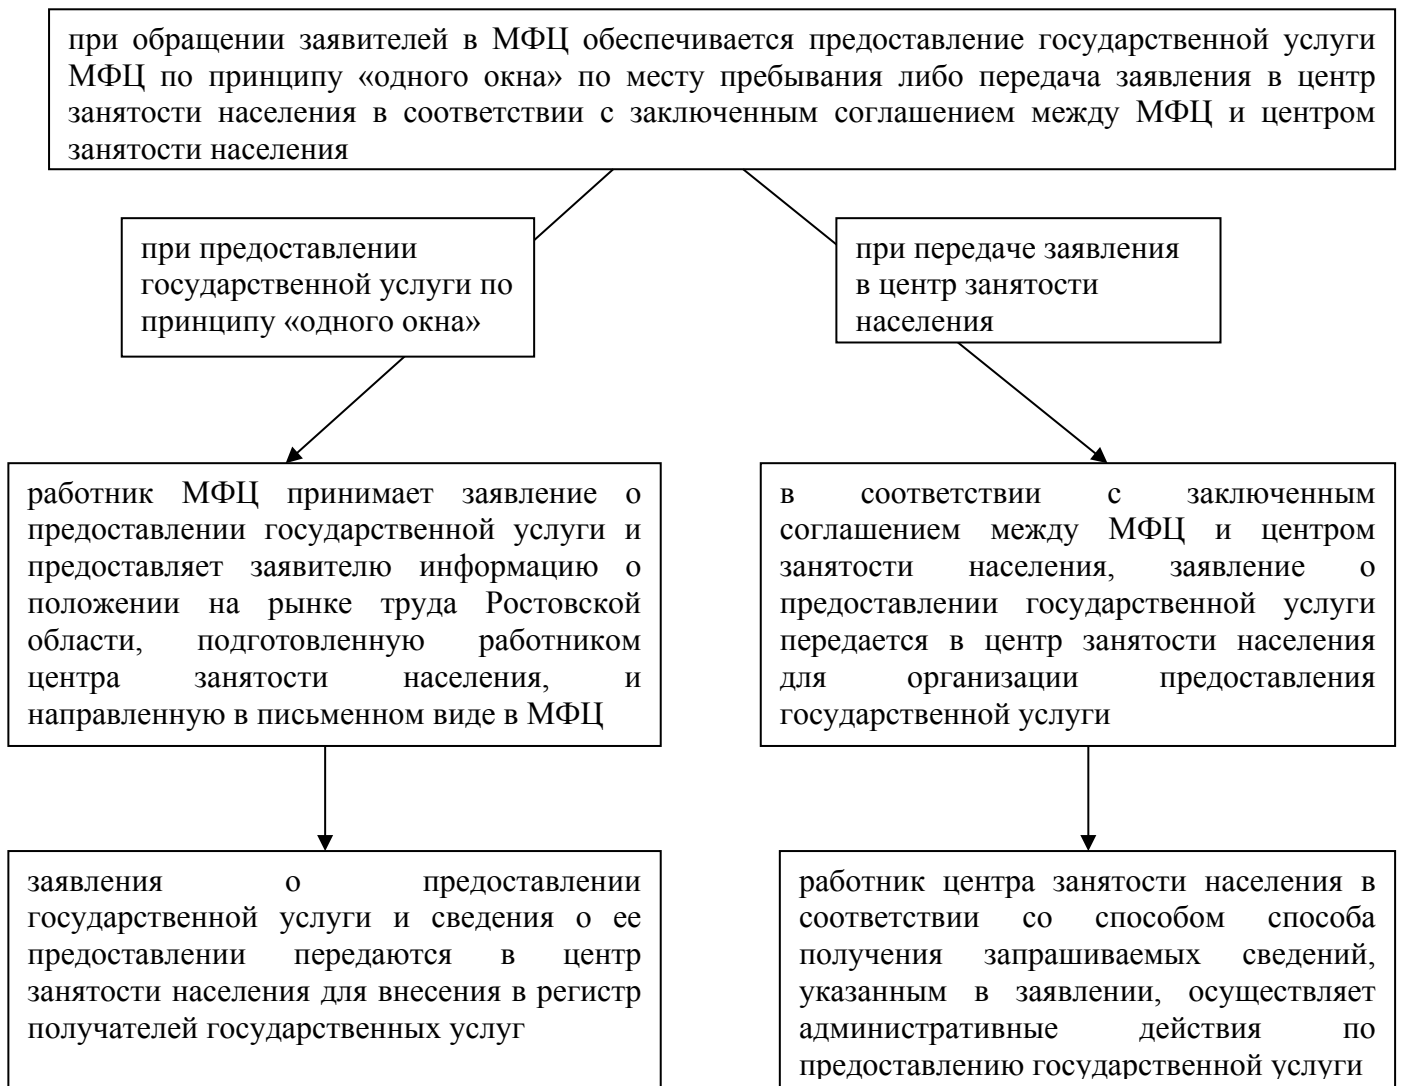 при обращении заявителей в МФЦ обеспечивается предоставление государственной услуги
МФЦ по принципу «одного окна» по месту пребывания либо передача заявления в центр
занятости населения в соответствии с заключенным соглашением между МФЦ и центром
занятости населения
при предоставлении
государственной услуги по
принципу «одного окна»
при передаче заявления
в центр занятости
населения
работник МФЦ принимает заявление о
предоставлении государственной услуги и
предоставляет заявителю информацию о
положении на рынке труда Ростовской
области, подготовленную работником
центра занятости населения, и
направленную в письменном виде в МФЦ
в соответствии с заключенным
соглашением между МФЦ и центром
занятости населения, заявление о
предоставлении государственной услуги
передается в центр занятости населения
для организации предоставления
государственной услуги
заявления о предоставлении
государственной услуги и сведения о ее
предоставлении передаются в центр
занятости населения для внесения в регистр
получателей государственных услуг
работник центра занятости населения в
соответствии со способом способа
получения запрашиваемых сведений,
указанным в заявлении, осуществляет
административные действия по
предоставлению государственной услуги